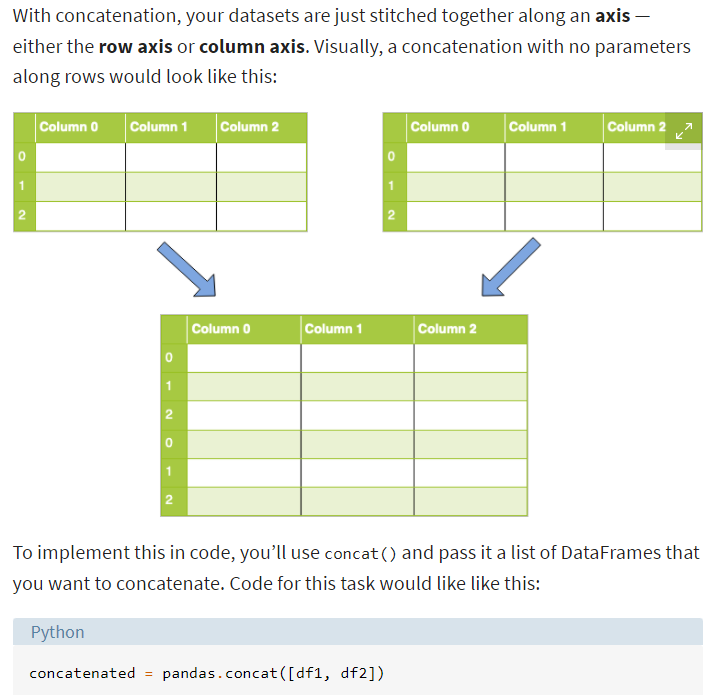 With concatenation, your datasets are just stitched together along an axis —
either the row axis or column axis. Visually, a concatenation with no parameters
along rows would look like this:
Column 0 Column 1 Column 2
0
1
2
Column 0 Column 1 Column 2
0
1
2
Column 0 Column 1 Column 2
0
1
2
0
1
2
To implement this in code, you’ll use concat() and pass it a list of DataFrames that
you want to concatenate. Code for this task would like like this:
Python
concatenated = pandas.concat([df1, df2])